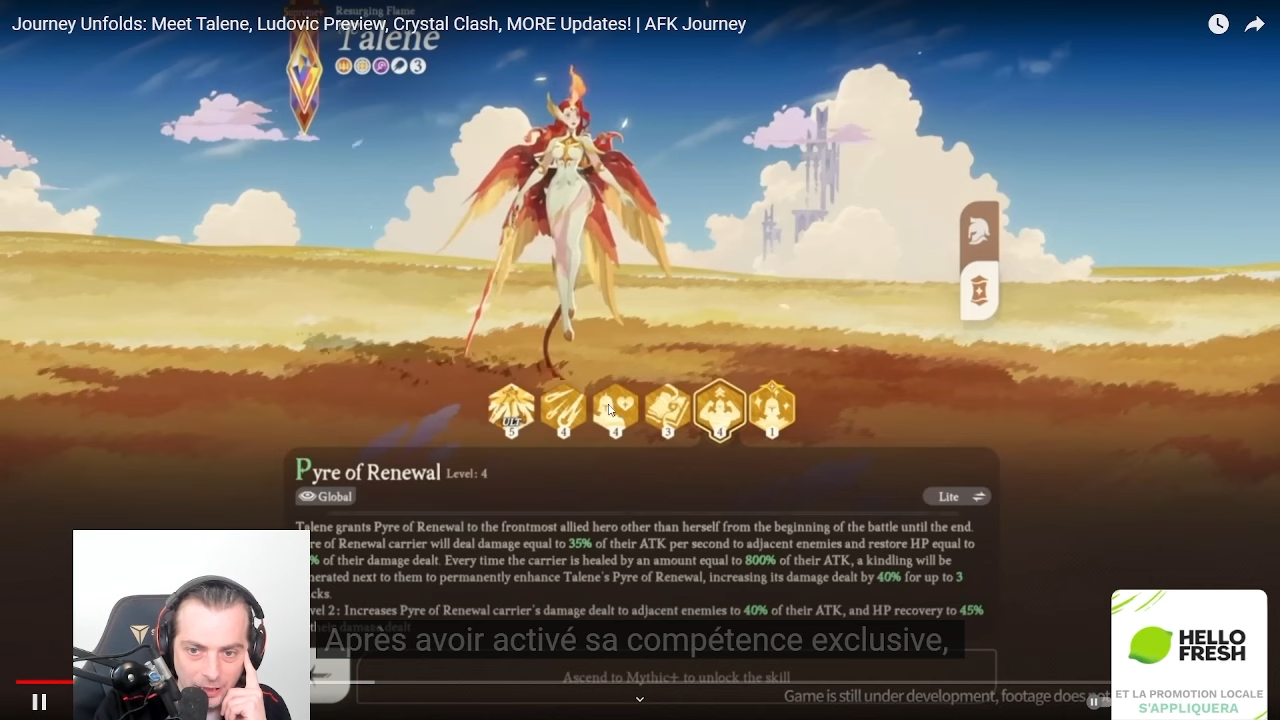 Journey Unfolds: Meet Talene, Ludovic Preview, Crystal Clash, MORE Updates! | AFK Journey
Supreme+
Resurging Flame
Talene
3
ULT
5
4
4
3
4
1
Pyre of Renewal Level: 4
Global
Lite
Talene grants Pyre of Renewal to the frontmost allied hero other than herself from the beginning of the battle until the end.
re of Renewal carrier will deal damage equal to 35% of their ATK per second to adjacent enemies and restore HP equal to
% of their damage dealt. Every time the carrier is healed by an amount equal to 800% of their ATK, a kindling will be
nerated next to them to permanently enhance Talene's Pyre of Renewal, increasing its damage dealt by 40% for up to 3
cks.
vel 2: Increases Pyre of Renewal carrier's damage dealt to adjacent enemies to 40% of their ATK, and HP recovery to 45%
their damage dealt
Après avoir activé sa compétence exclusive,
Ascend to Mythic+ to unlock the skill
Game is still under development, footage does not
HELLO
FRESH
ET LA PROMOTION LOCALE
S'APPLIQUERA